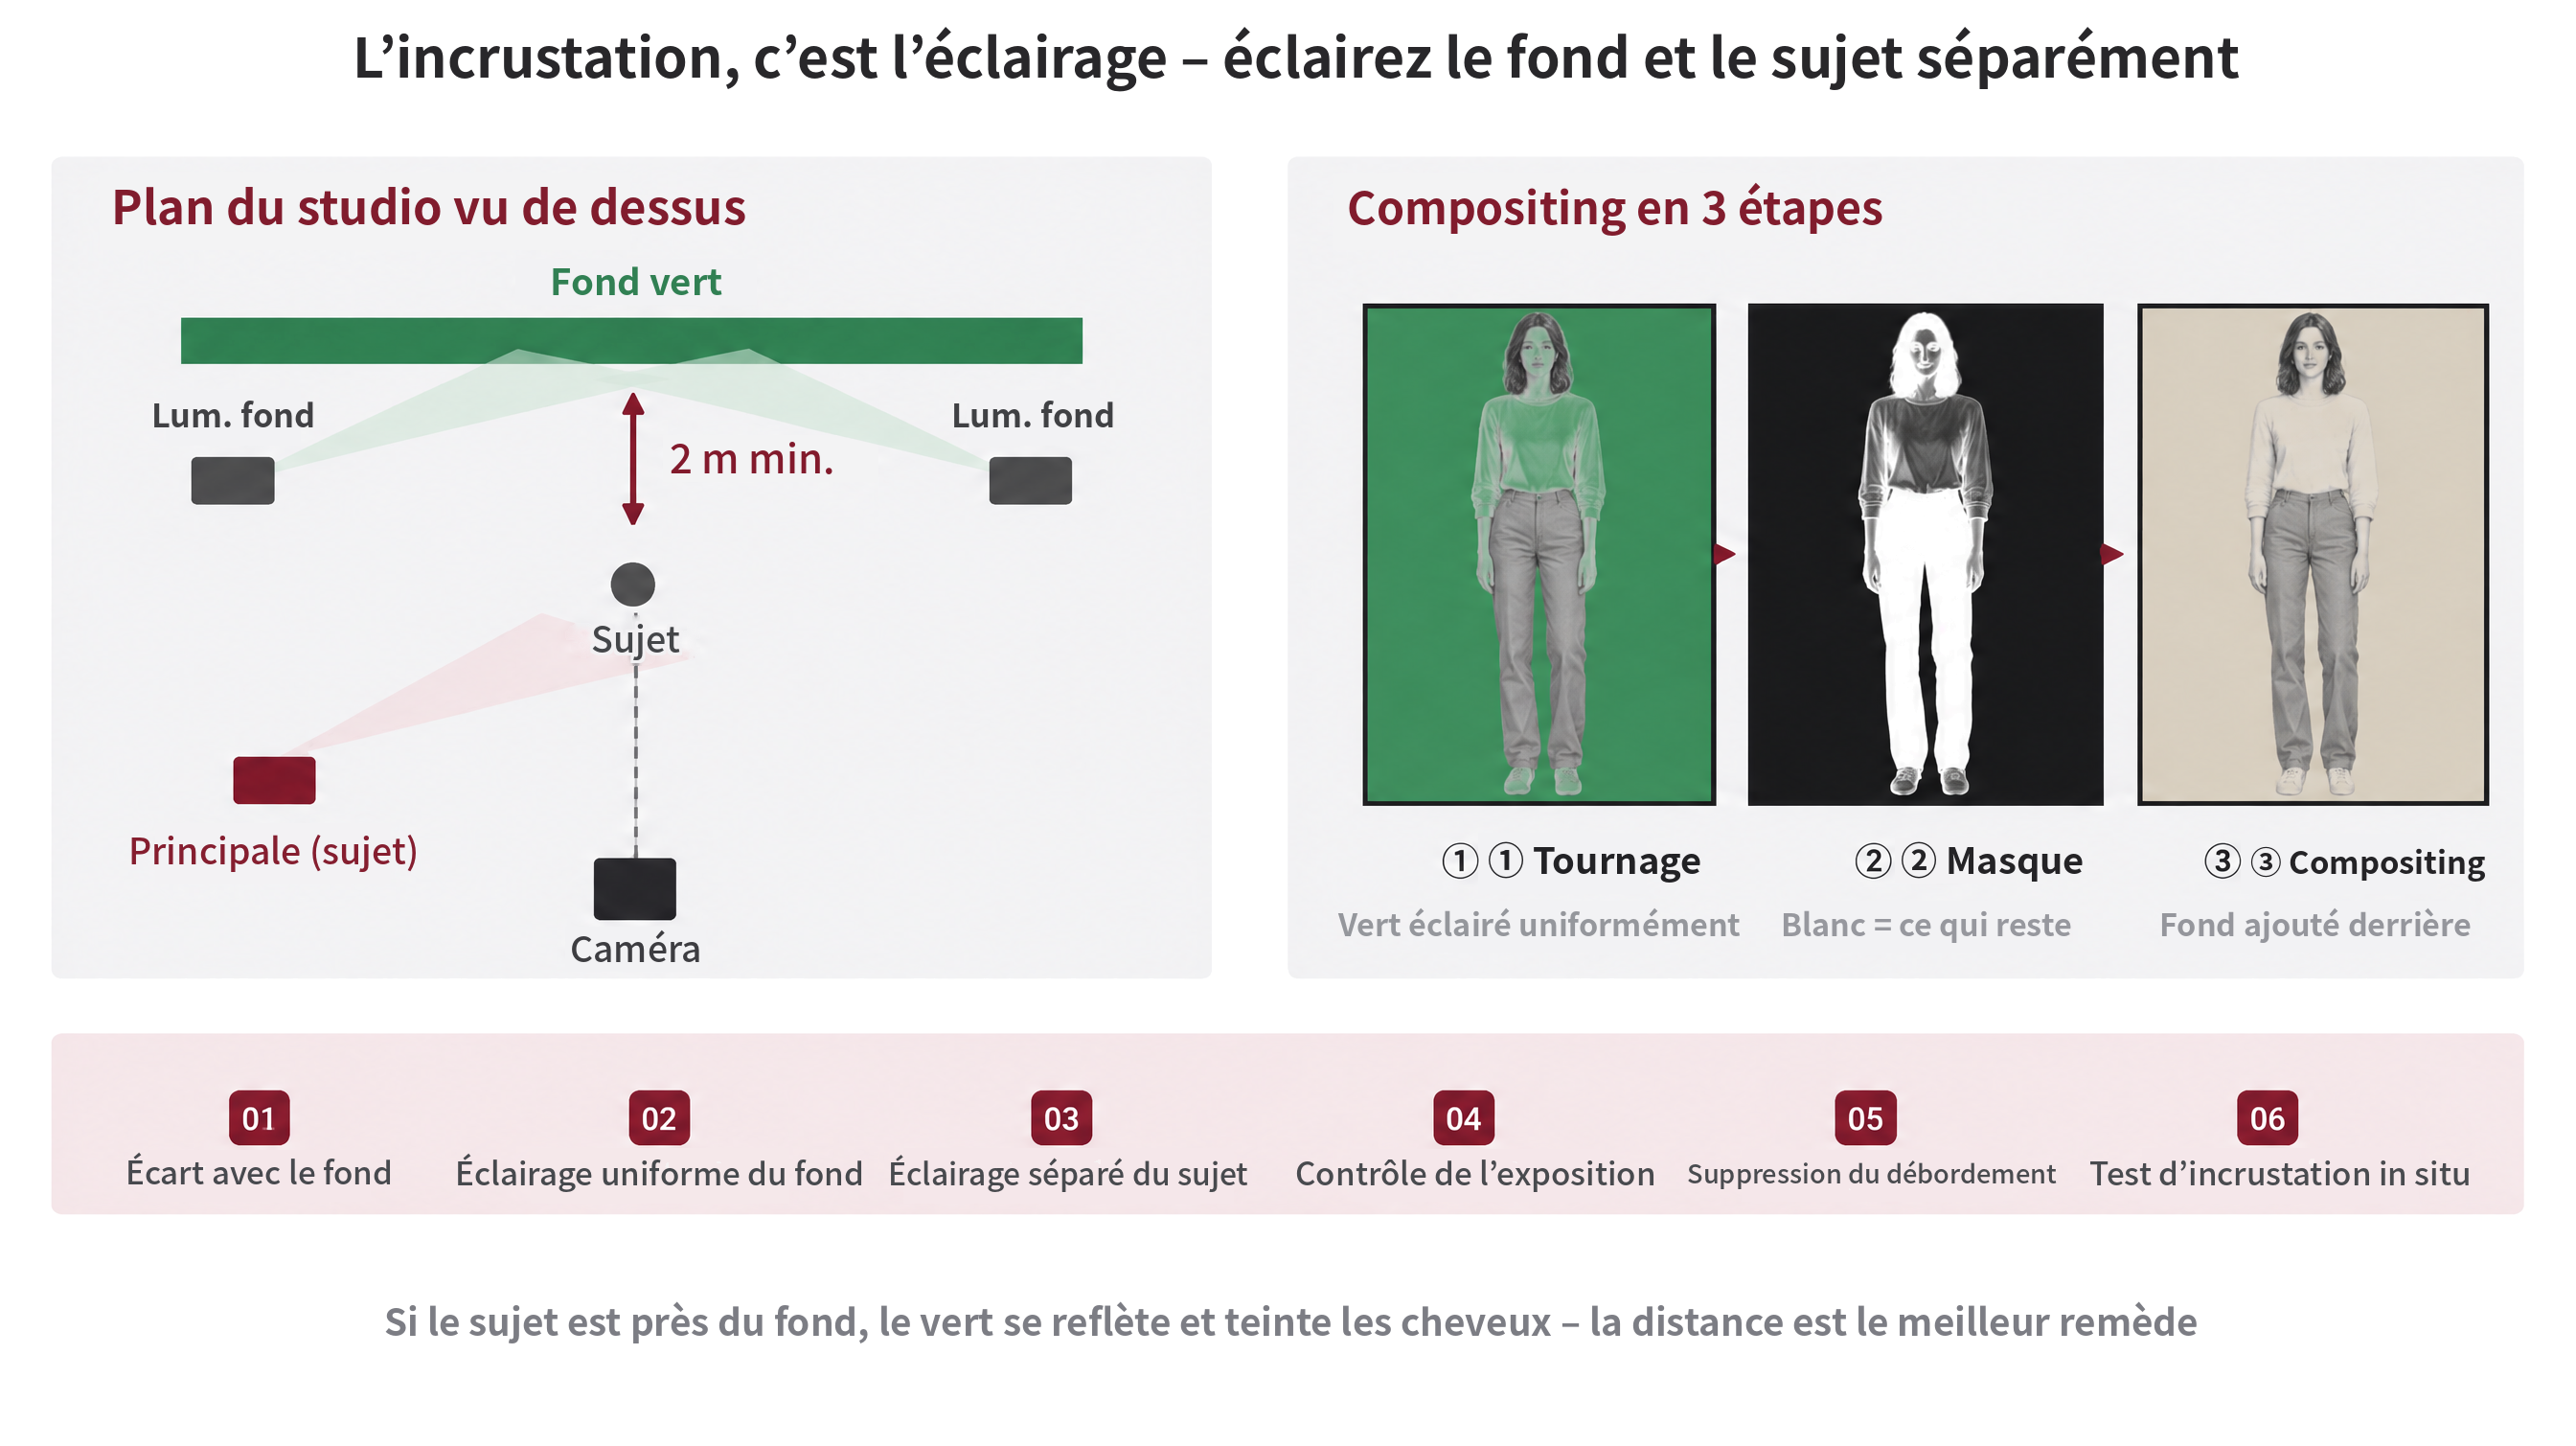 L’incrustation, c’est l’éclairage – éclairez le fond et le sujet séparément
Plan du studio vu de dessus
Fond vert
Lum. fond
Lum. fond
2 m min.
Sujet
Principale (sujet)
Caméra
Compositing en 3 étapes
① ① Tournage
Vert éclairé uniformément
② ② Masque
Blanc = ce qui reste
③ ③ Compositing
Fond ajouté derrière
01
Écart avec le fond
02
Éclairage uniforme du fond
03
Éclairage séparé du sujet
04
Contrôle de l’exposition
05
Suppression du débordement
06
Test d’incrustation in situ
Si le sujet est près du fond, le vert se reflète et teinte les cheveux – la distance est le meilleur remède